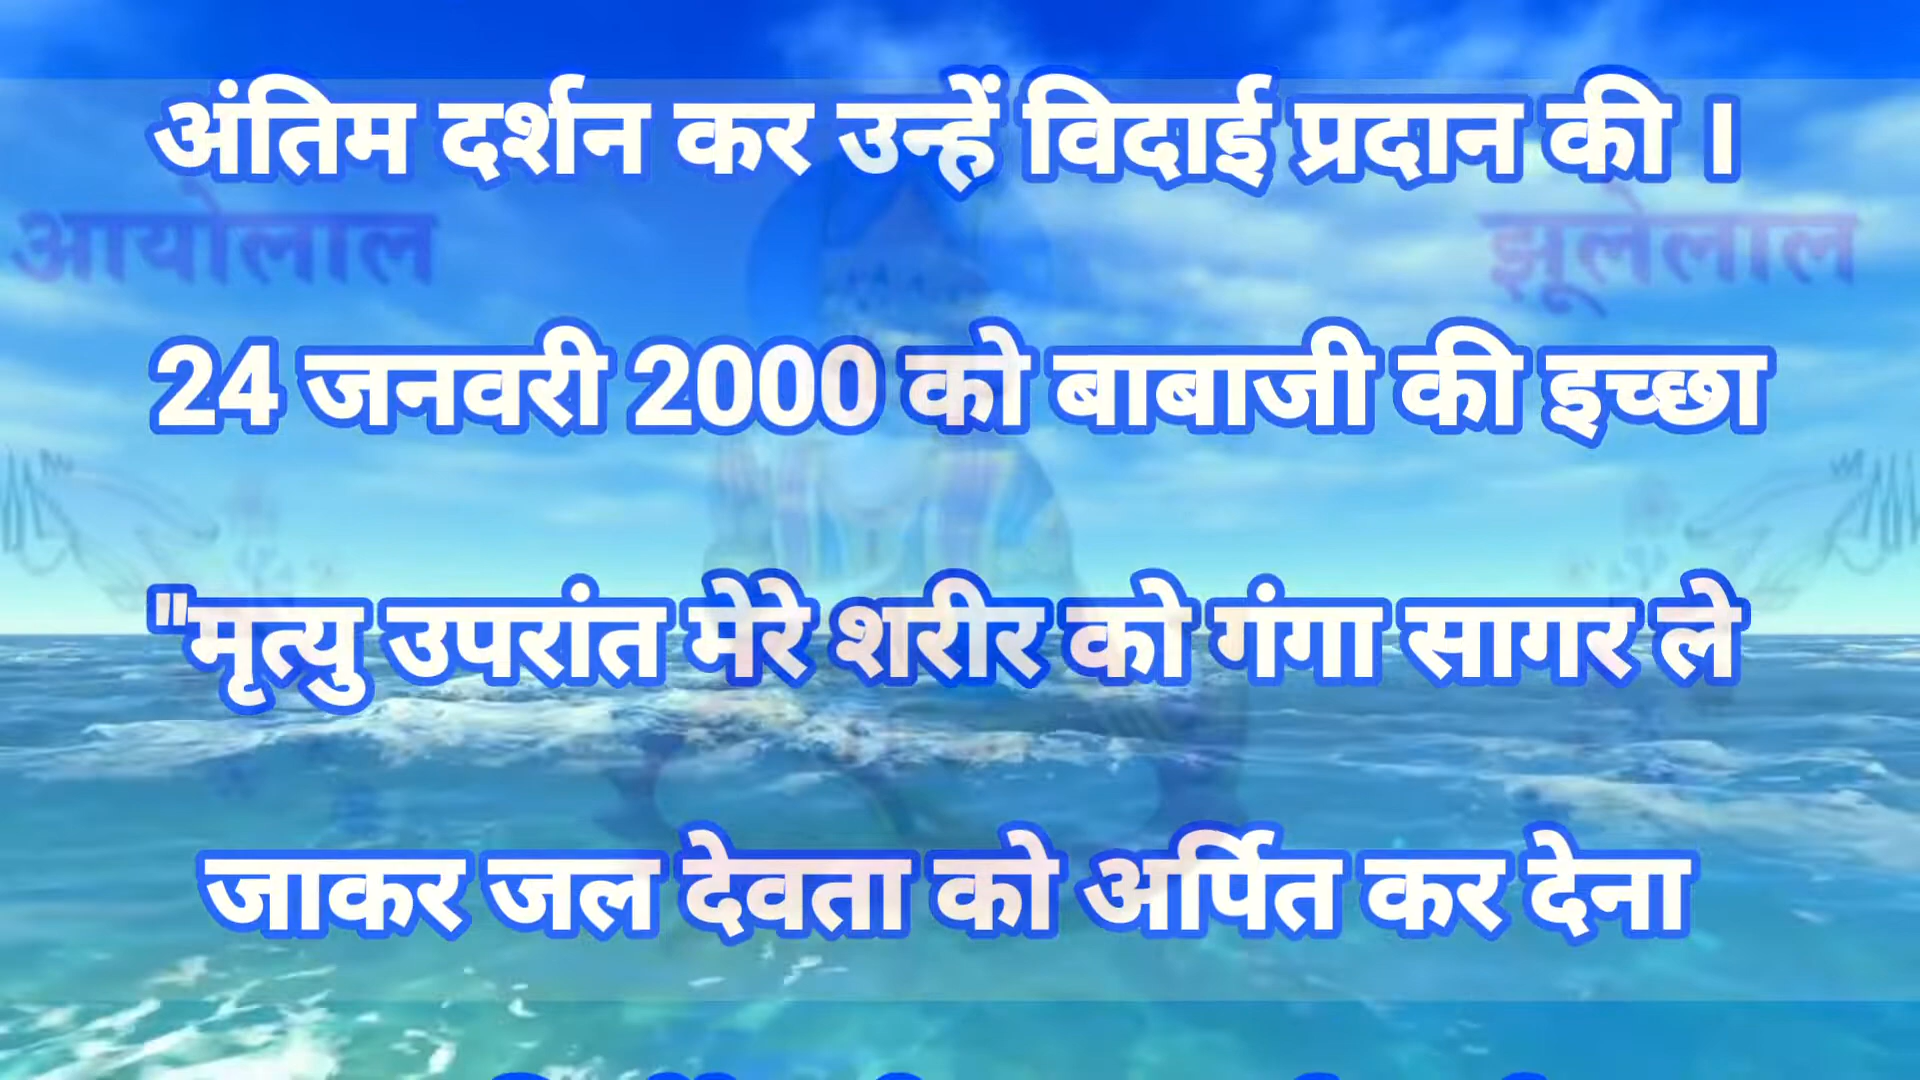 अंतिम दर्शन कर उन्हें विदाई प्रदान की ।
आयोलाल
झूलेलाल
24 जनवरी 2000 को बाबाजी की इच्छा
"मृत्यु उपरांत मेरे शरीर को गंगा सागर ले
जाकर जल देवता को अर्पित कर देना